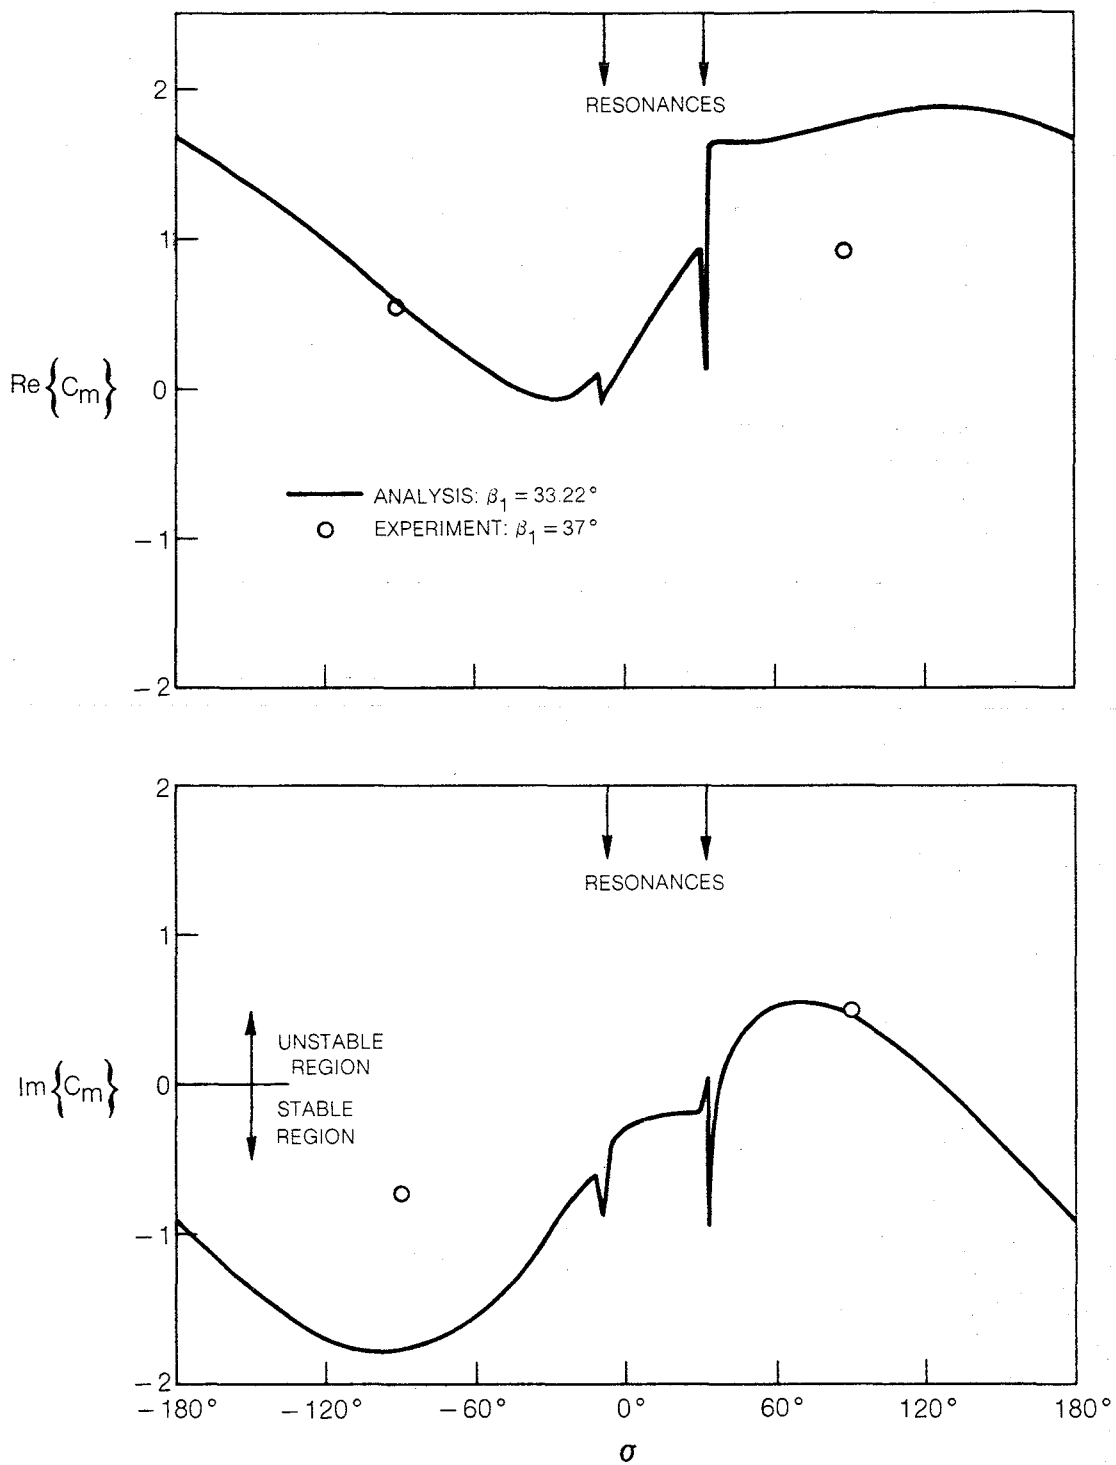 2
RESONANCES
1
Re{Cm}
0
ANALYSIS: β1 = 33.22°
EXPERIMENT: β1 = 37°
−1
−2
2
RESONANCES
1
UNSTABLE
REGION
Im{Cm}
0
STABLE
REGION
−1
−2
−180° −120° −60° 0° 60° 120° 180°
σ